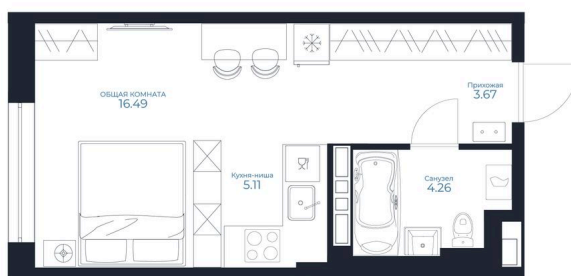 ОБЩАЯ КОМНАТА
16.49
Прихожая
3.67
Кухня-ниша
5.11
Санузел
4.26